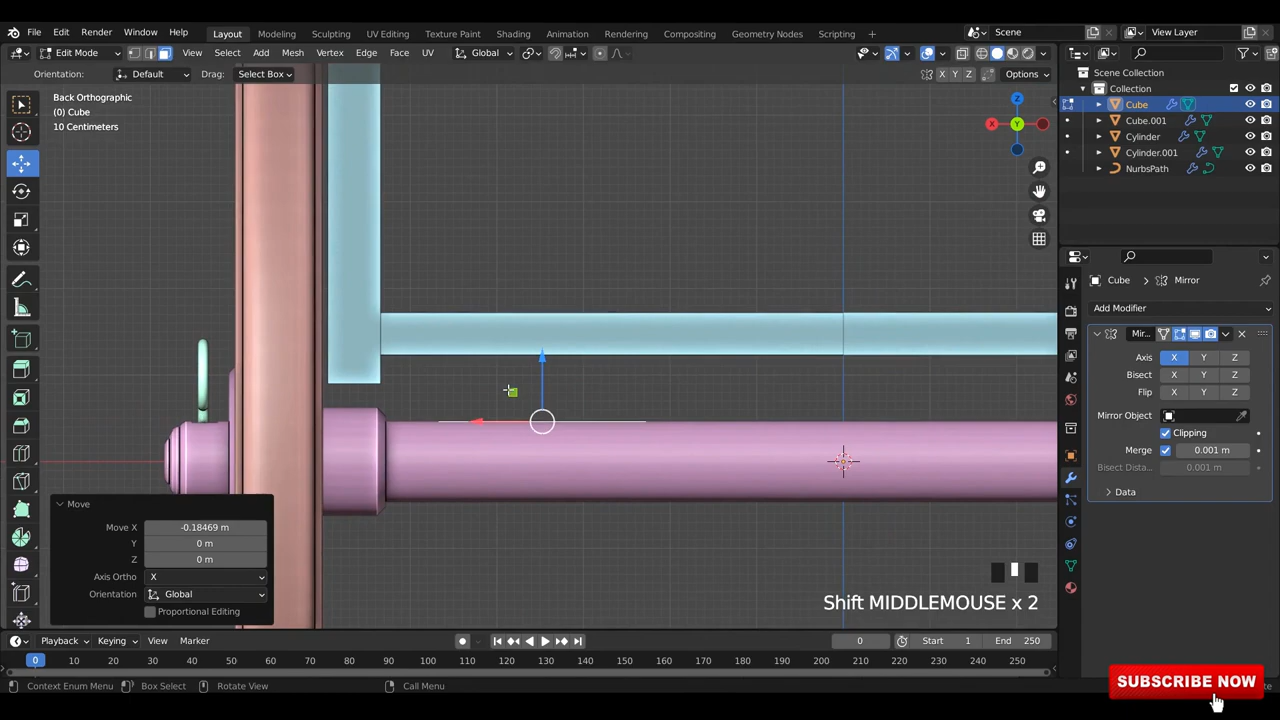 File Edit Render Window Help Layout Modeling Sculpting UV Editing Texture Paint Shading Animation Rendering Compositing Geometry Nodes Scripting + Scene View Layer
Edit Mode View Select Add Mesh Vertex Edge Face UV Global
Orientation: Default Drag: Select Box X Y Z Options
Scene Collection
Collection
Cube
Cube.001
Cylinder
Cylinder.001
NurbsPath
Back Orthographic
(0) Cube
10 Centimeters
Z
X
Y
Cube Mirror
Add Modifier
Mir...
Axis X Y Z
Bisect X Y Z
Flip X Y Z
Mirror Object
Clipping
Merge 0.001 m
Bisect Dista... 0.001 m
Data
Move
Move X -0.18469 m
Y 0 m
Z 0 m
Axis Ortho X
Orientation Global
Proportional Editing
Shift MIDDLEMOUSE x 2
Playback Keying View Marker 0 Start 1 End 250
0 10 20 30 40 50 60 70 80 90 100 110 120 130 140 150 160 170 180 190 200 210 220 230 240 250
Context Enum Menu Box Select Rotate View Call Menu
SUBSCRIBE NOW